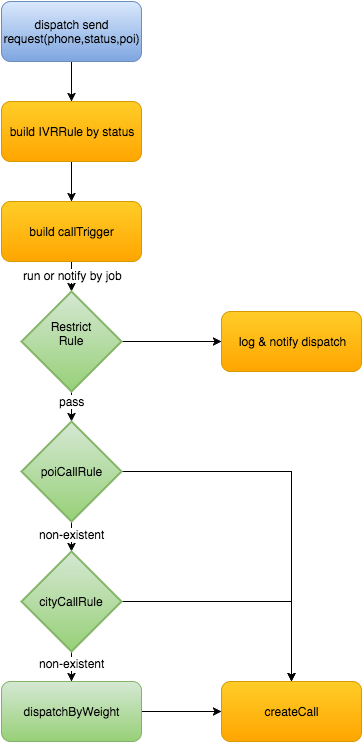 dispatch send
request(phone,status,poi)
build IVRRule by status
build callTrigger
run or notify by job
Restrict
Rule
log & notify dispatch
pass
poiCallRule
non-existent
cityCallRule
non-existent
dispatchByWeight
createCall